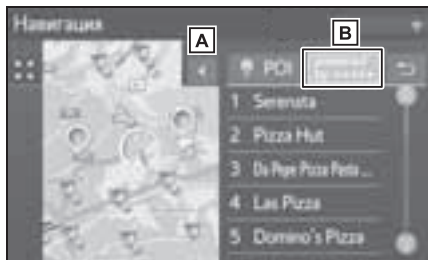 Навигация
A
B
POI
1 Serenata
2 Pizza Hut
3 Da Pepe Pizza Pasta ...
4 Las Pizza
5 Domino's Pizza